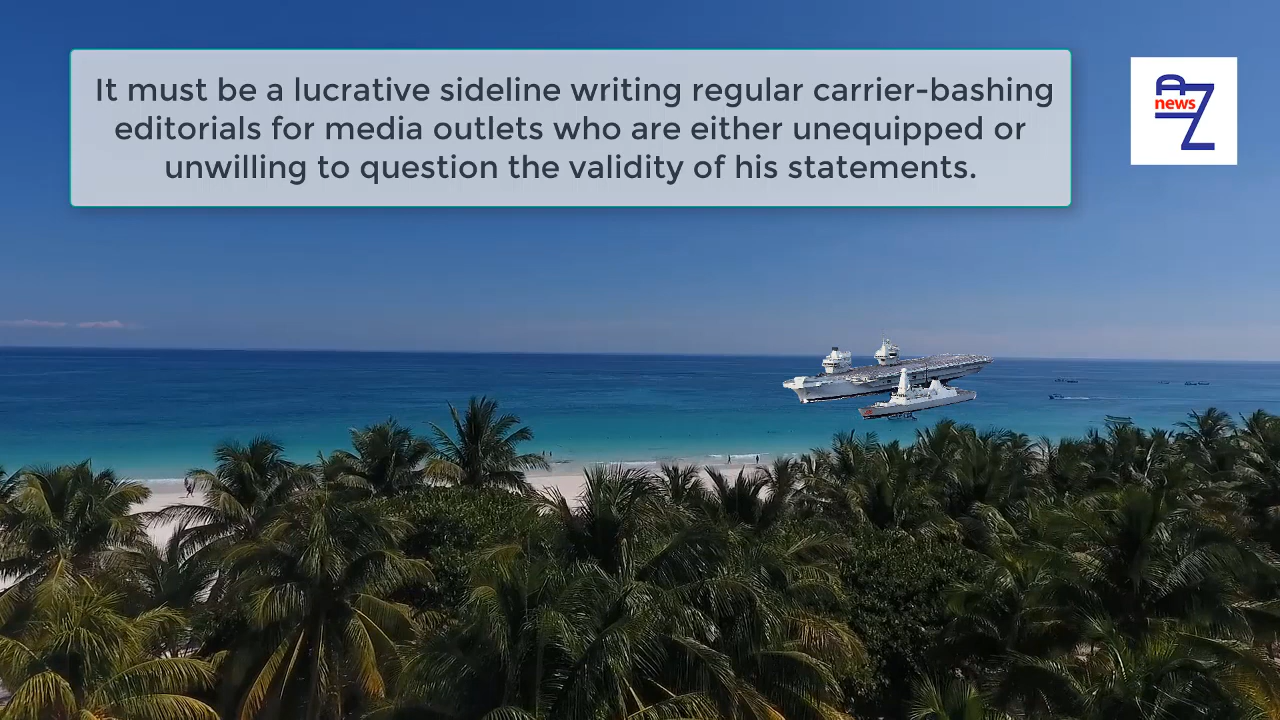 It must be a lucrative sideline writing regular carrier-bashing
editorials for media outlets who are either unequipped or
unwilling to question the validity of his statements.
AZ
news